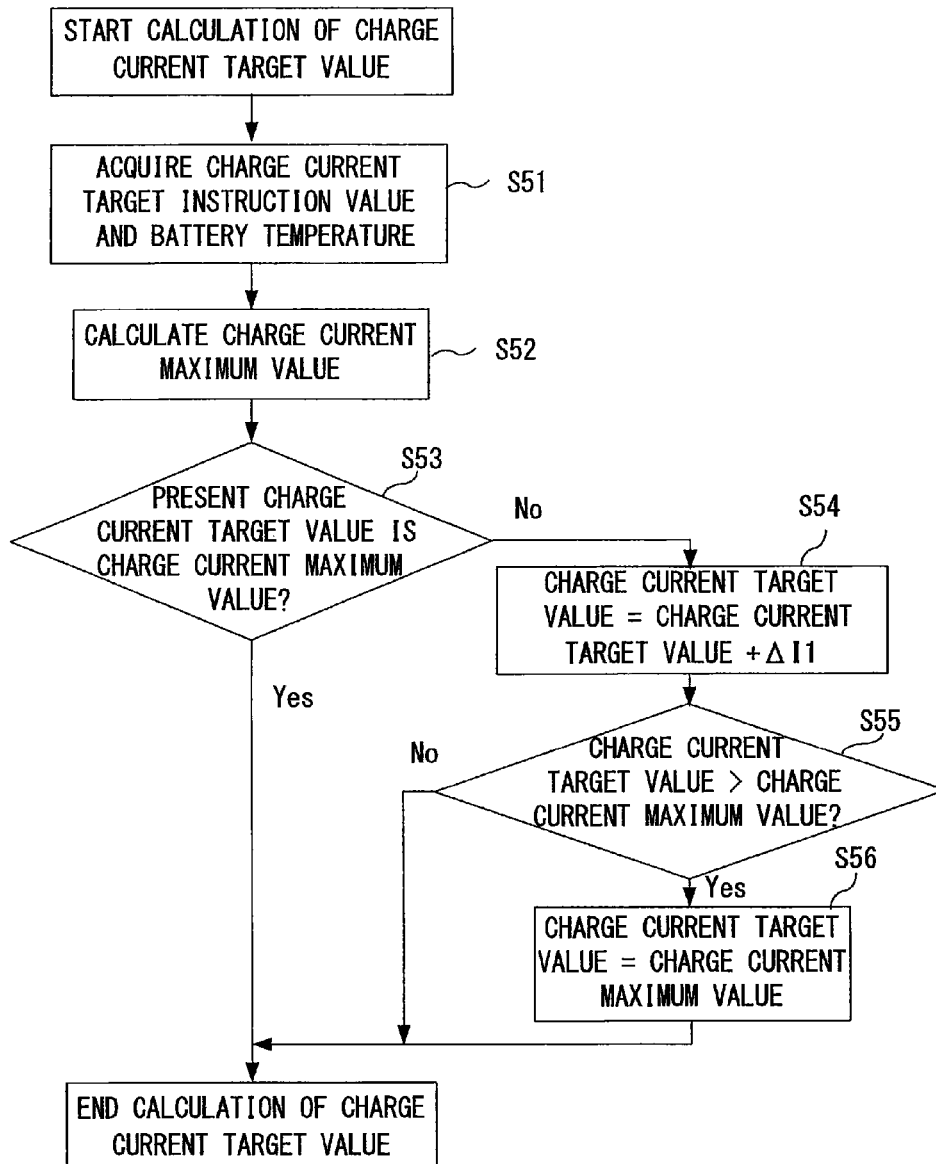 START CALCULATION OF CHARGE
CURRENT TARGET VALUE
ACQUIRE CHARGE CURRENT
TARGET INSTRUCTION VALUE
AND BATTERY TEMPERATURE
S51
CALCULATE CHARGE CURRENT
MAXIMUM VALUE
S52
S53
PRESENT CHARGE
CURRENT TARGET VALUE IS
CHARGE CURRENT MAXIMUM
VALUE?
No
Yes
S54
CHARGE CURRENT TARGET
VALUE = CHARGE CURRENT
TARGET VALUE +ΔI1
S55
CHARGE CURRENT
TARGET VALUE > CHARGE
CURRENT MAXIMUM VALUE?
No
Yes
S56
CHARGE CURRENT TARGET
VALUE = CHARGE CURRENT
MAXIMUM VALUE
END CALCULATION OF CHARGE
CURRENT TARGET VALUE